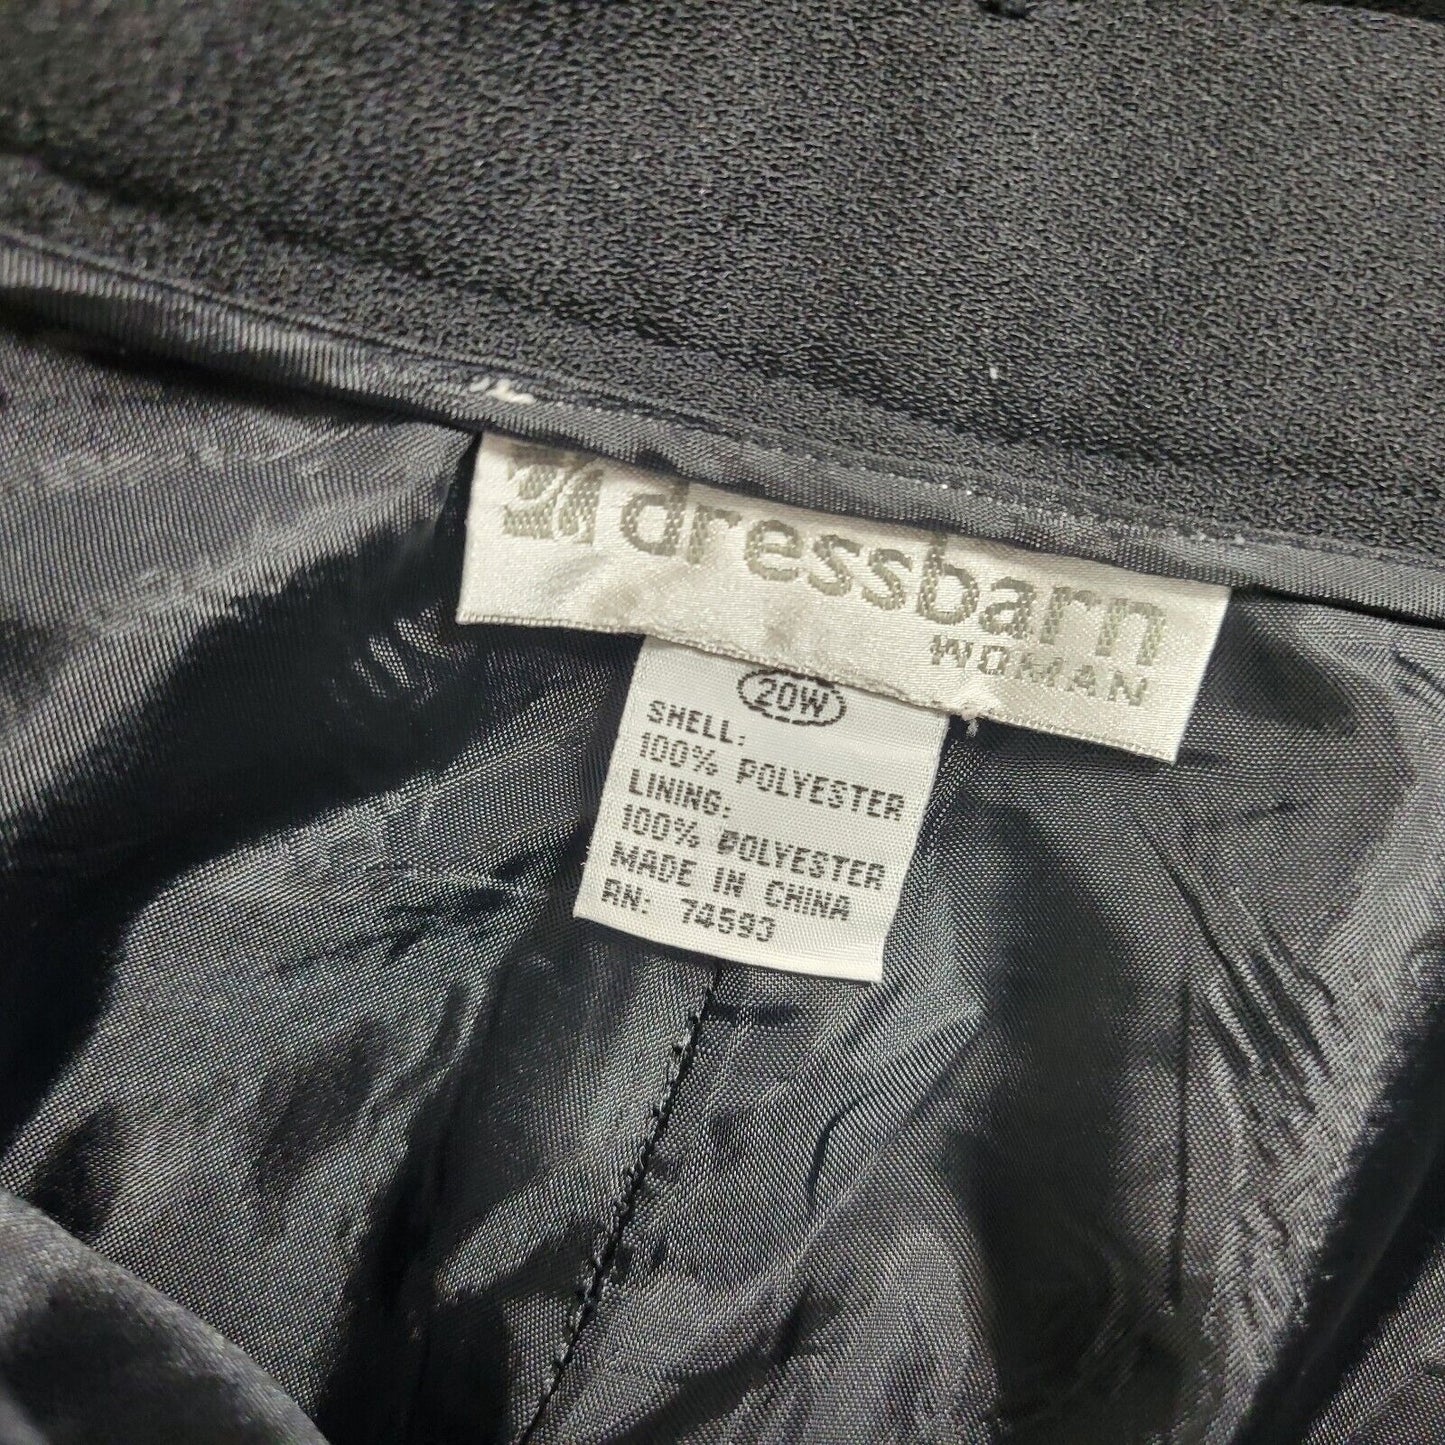 dressbarn
WOMAN
20W
SHELL:
100% POLYESTER
LINING:
100% POLYESTER
MADE IN CHINA
RN: 74593